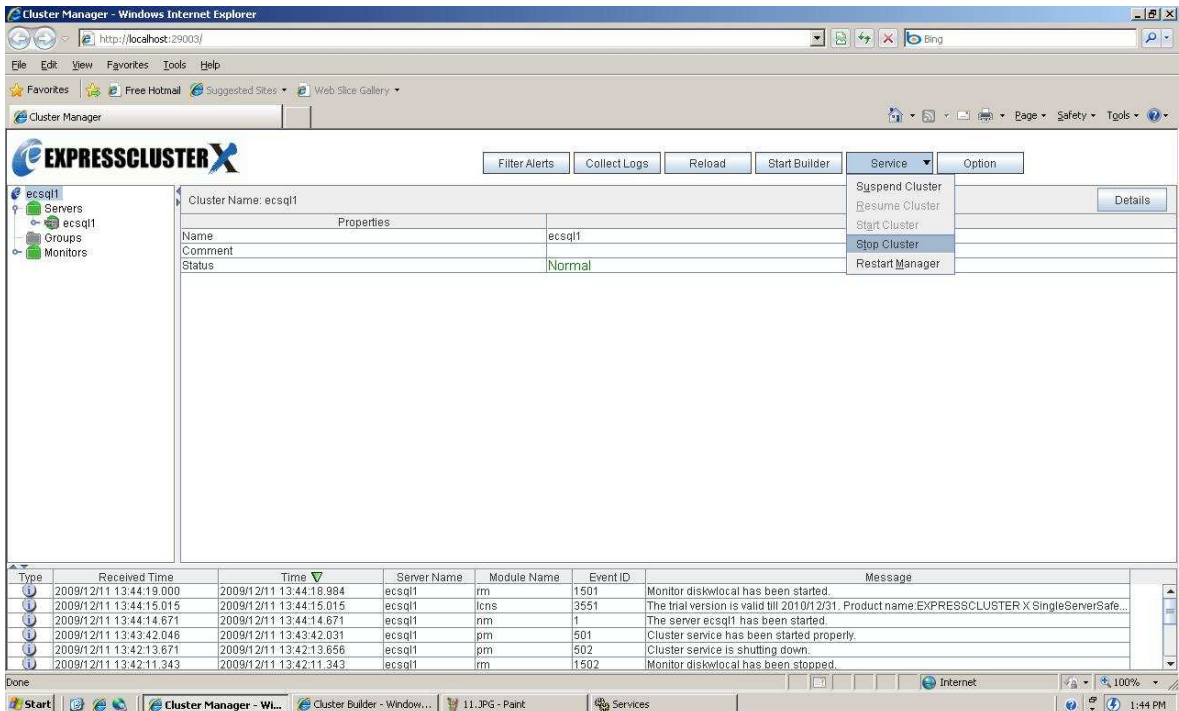 Cluster Manager - Windows Internet Explorer
http://localhost:29003/
Bing
File Edit View Favorites Tools Help
Favorites Free Hotmail Suggested Sites Web Slice Gallery
Cluster Manager Page Safety Tools
EXPRESSCLUSTER X
Filter Alerts Collect Logs Reload Start Builder Service Option
Suspend Cluster
Resume Cluster
Start Cluster
Stop Cluster
Restart Manager
ecsql1
Servers
ecsql1
Groups
Monitors
Cluster Name: ecsql1 Details
Properties
Name ecsql1
Comment
Status Normal
Type Received Time Time Server Name Module Name Event ID Message
2009/12/11 13:44:19.000 2009/12/11 13:44:18.984 ecsql1 rm 1501 Monitor diskwlocal has been started.
2009/12/11 13:44:15.015 2009/12/11 13:44:15.015 ecsql1 lcns 3551 The trial version is valid till 2010/12/31. Product name:EXPRESSCLUSTER X SingleServerSafe...
2009/12/11 13:44:14.671 2009/12/11 13:44:14.671 ecsql1 nm 1 The server ecsql1 has been started.
2009/12/11 13:43:42.046 2009/12/11 13:43:42.031 ecsql1 pm 501 Cluster service has been started properly.
2009/12/11 13:42:13.671 2009/12/11 13:42:13.656 ecsql1 pm 502 Cluster service is shutting down.
2009/12/11 13:42:11.343 2009/12/11 13:42:11.343 ecsql1 rm 1502 Monitor diskwlocal has been stopped.
Done Internet 100%
Start Cluster Manager - Wi... Cluster Builder - Window... 11.JPG - Paint Services 1:44 PM